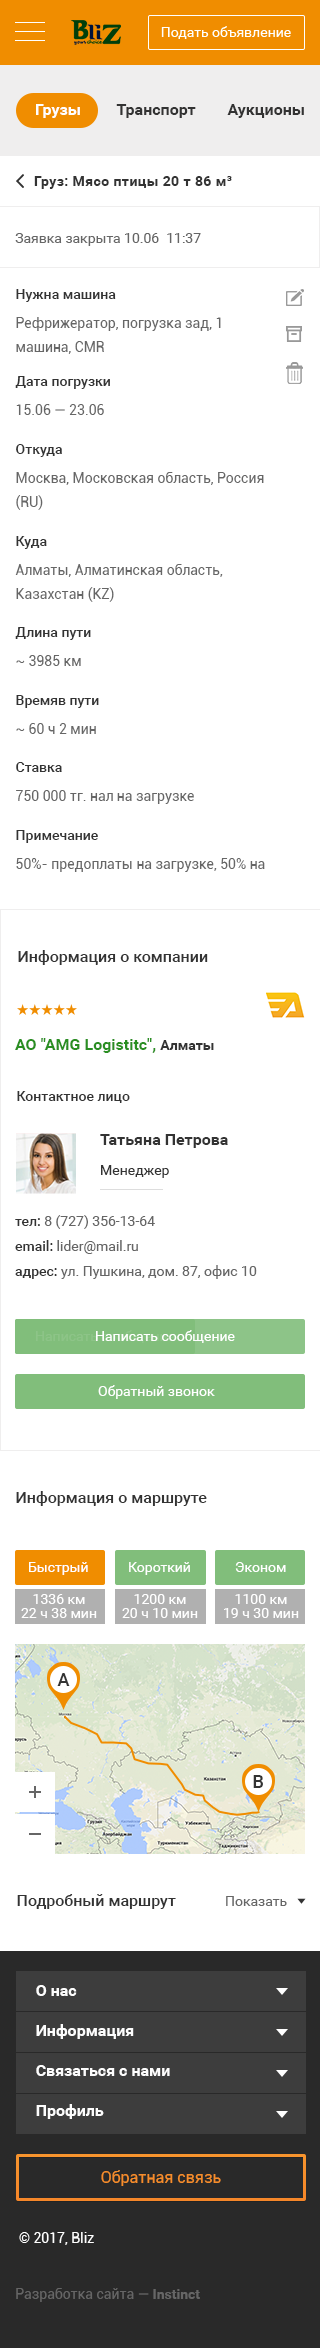 Bliz
Подать объявление
Грузы Транспорт Аукционы
Груз: Мясо птицы 20 т 86 м³
Заявка закрыта 10.06 11:37
Нужна машина
Рефрижератор, погрузка зад, 1
машина, CMR
Дата погрузки
15.06 — 23.06
Откуда
Москва, Московская область, Россия
(RU)
Куда
Алматы, Алматинская область,
Казахстан (KZ)
Длина пути
~ 3985 км
Времяв пути
~ 60 ч 2 мин
Ставка
750 000 тг. нал на загрузке
Примечание
50%- предоплаты на загрузке, 50% на
Информация о компании
АО "AMG Logistitc", Алматы
Контактное лицо
Татьяна Петрова
Менеджер
тел: 8 (727) 356-13-64
email: lider@mail.ru
адрес: ул. Пушкина, дом. 87, офис 10
Написать сообщение
Обратный звонок
Информация о маршруте
Быстрый Короткий Эконом
1336 км 1200 км 1100 км
22 ч 38 мин 20 ч 10 мин 19 ч 30 мин
A
B
Казахстан
+
−
Подробный маршрут Показать
О нас
Информация
Связаться с нами
Профиль
Обратная связь
© 2017, Bliz
Разработка сайта — Instinct